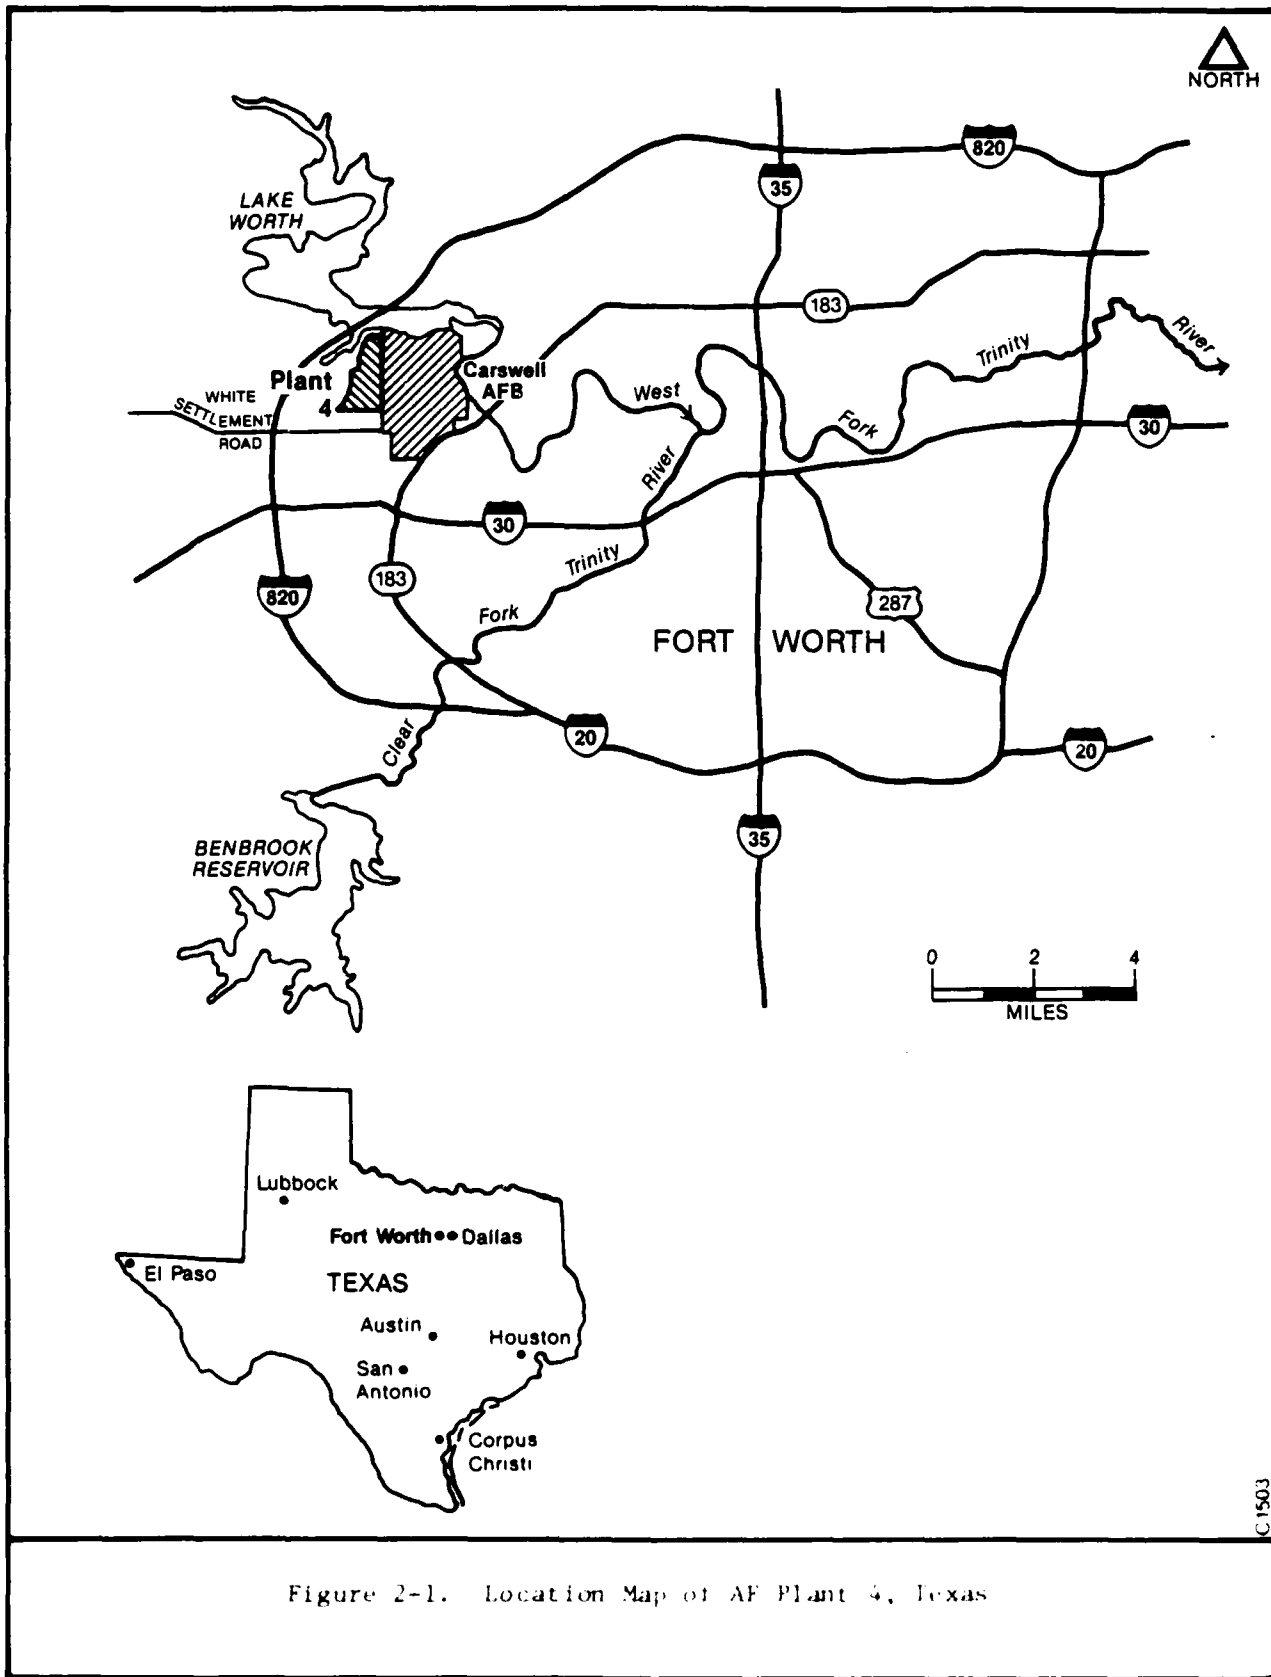 NORTH
820
35
LAKE
WORTH
183
Trinity
River
Plant
4
Carswell
AFB
WHITE
SETTLEMENT
ROAD
West
Fork
30
River
30
Trinity
183
820
Fork
287
FORT WORTH
Clear
20
20
35
BENBROOK
RESERVOIR
0 2 4
MILES
Lubbock
Fort Worth
Dallas
El Paso
TEXAS
Austin
Houston
San
Antonio
Corpus
Christi
C1503
Figure 2-1. Location Map of AF Plant 4, Texas